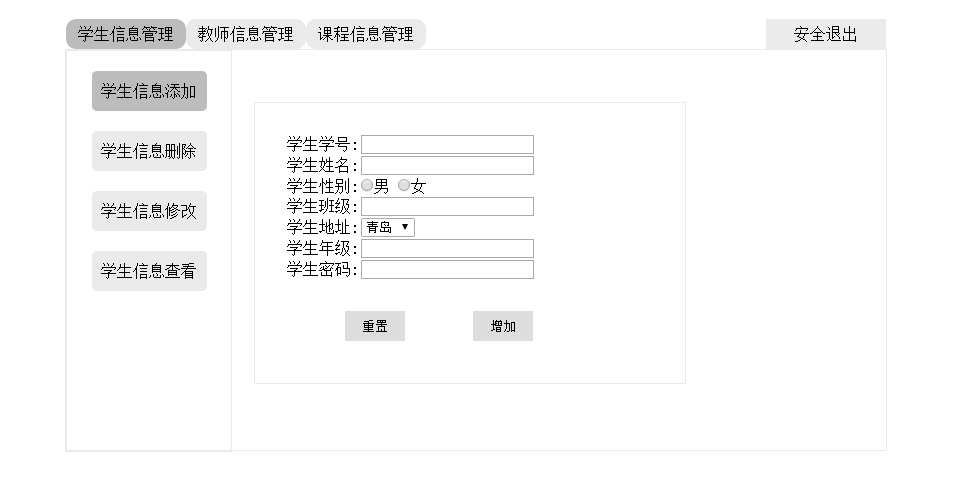 学生信息管理 教师信息管理 课程信息管理 安全退出
学生信息添加
学生信息删除
学生信息修改
学生信息查看
学生学号:
学生姓名:
学生性别: 男 女
学生班级:
学生地址: 青岛
学生年级:
学生密码:
重置 增加